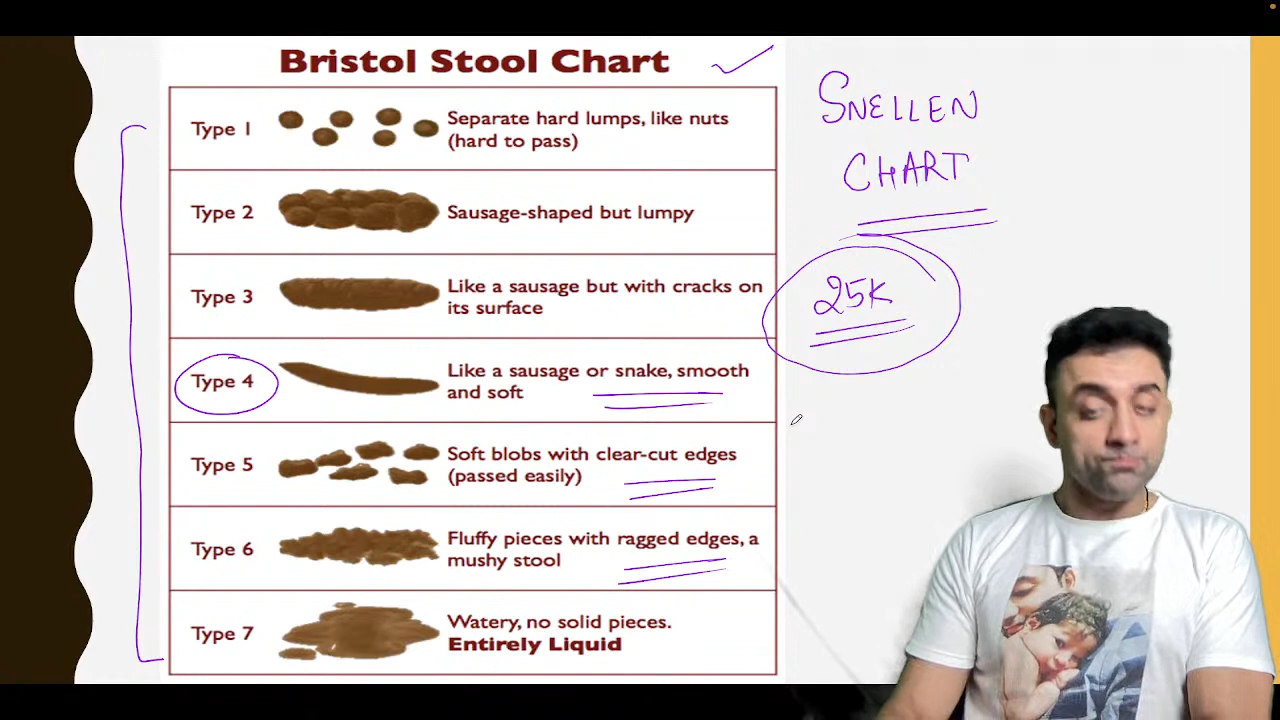 Bristol Stool Chart
Type 1
Separate hard lumps, like nuts
(hard to pass)
Type 2
Sausage-shaped but lumpy
Type 3
Like a sausage but with cracks on
its surface
Type 4
Like a sausage or snake, smooth
and soft
Type 5
Soft blobs with clear-cut edges
(passed easily)
Type 6
Fluffy pieces with ragged edges, a
mushy stool
Type 7
Watery, no solid pieces.
Entirely Liquid
SNELLEN
CHART
25K